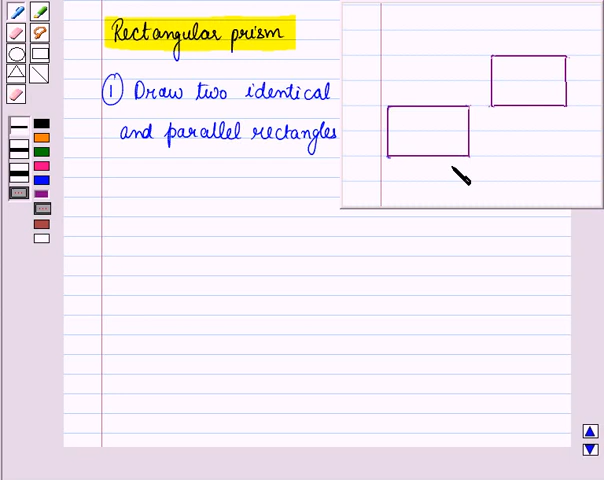 Rectangular prism
① Draw two identical
and parallel rectangles